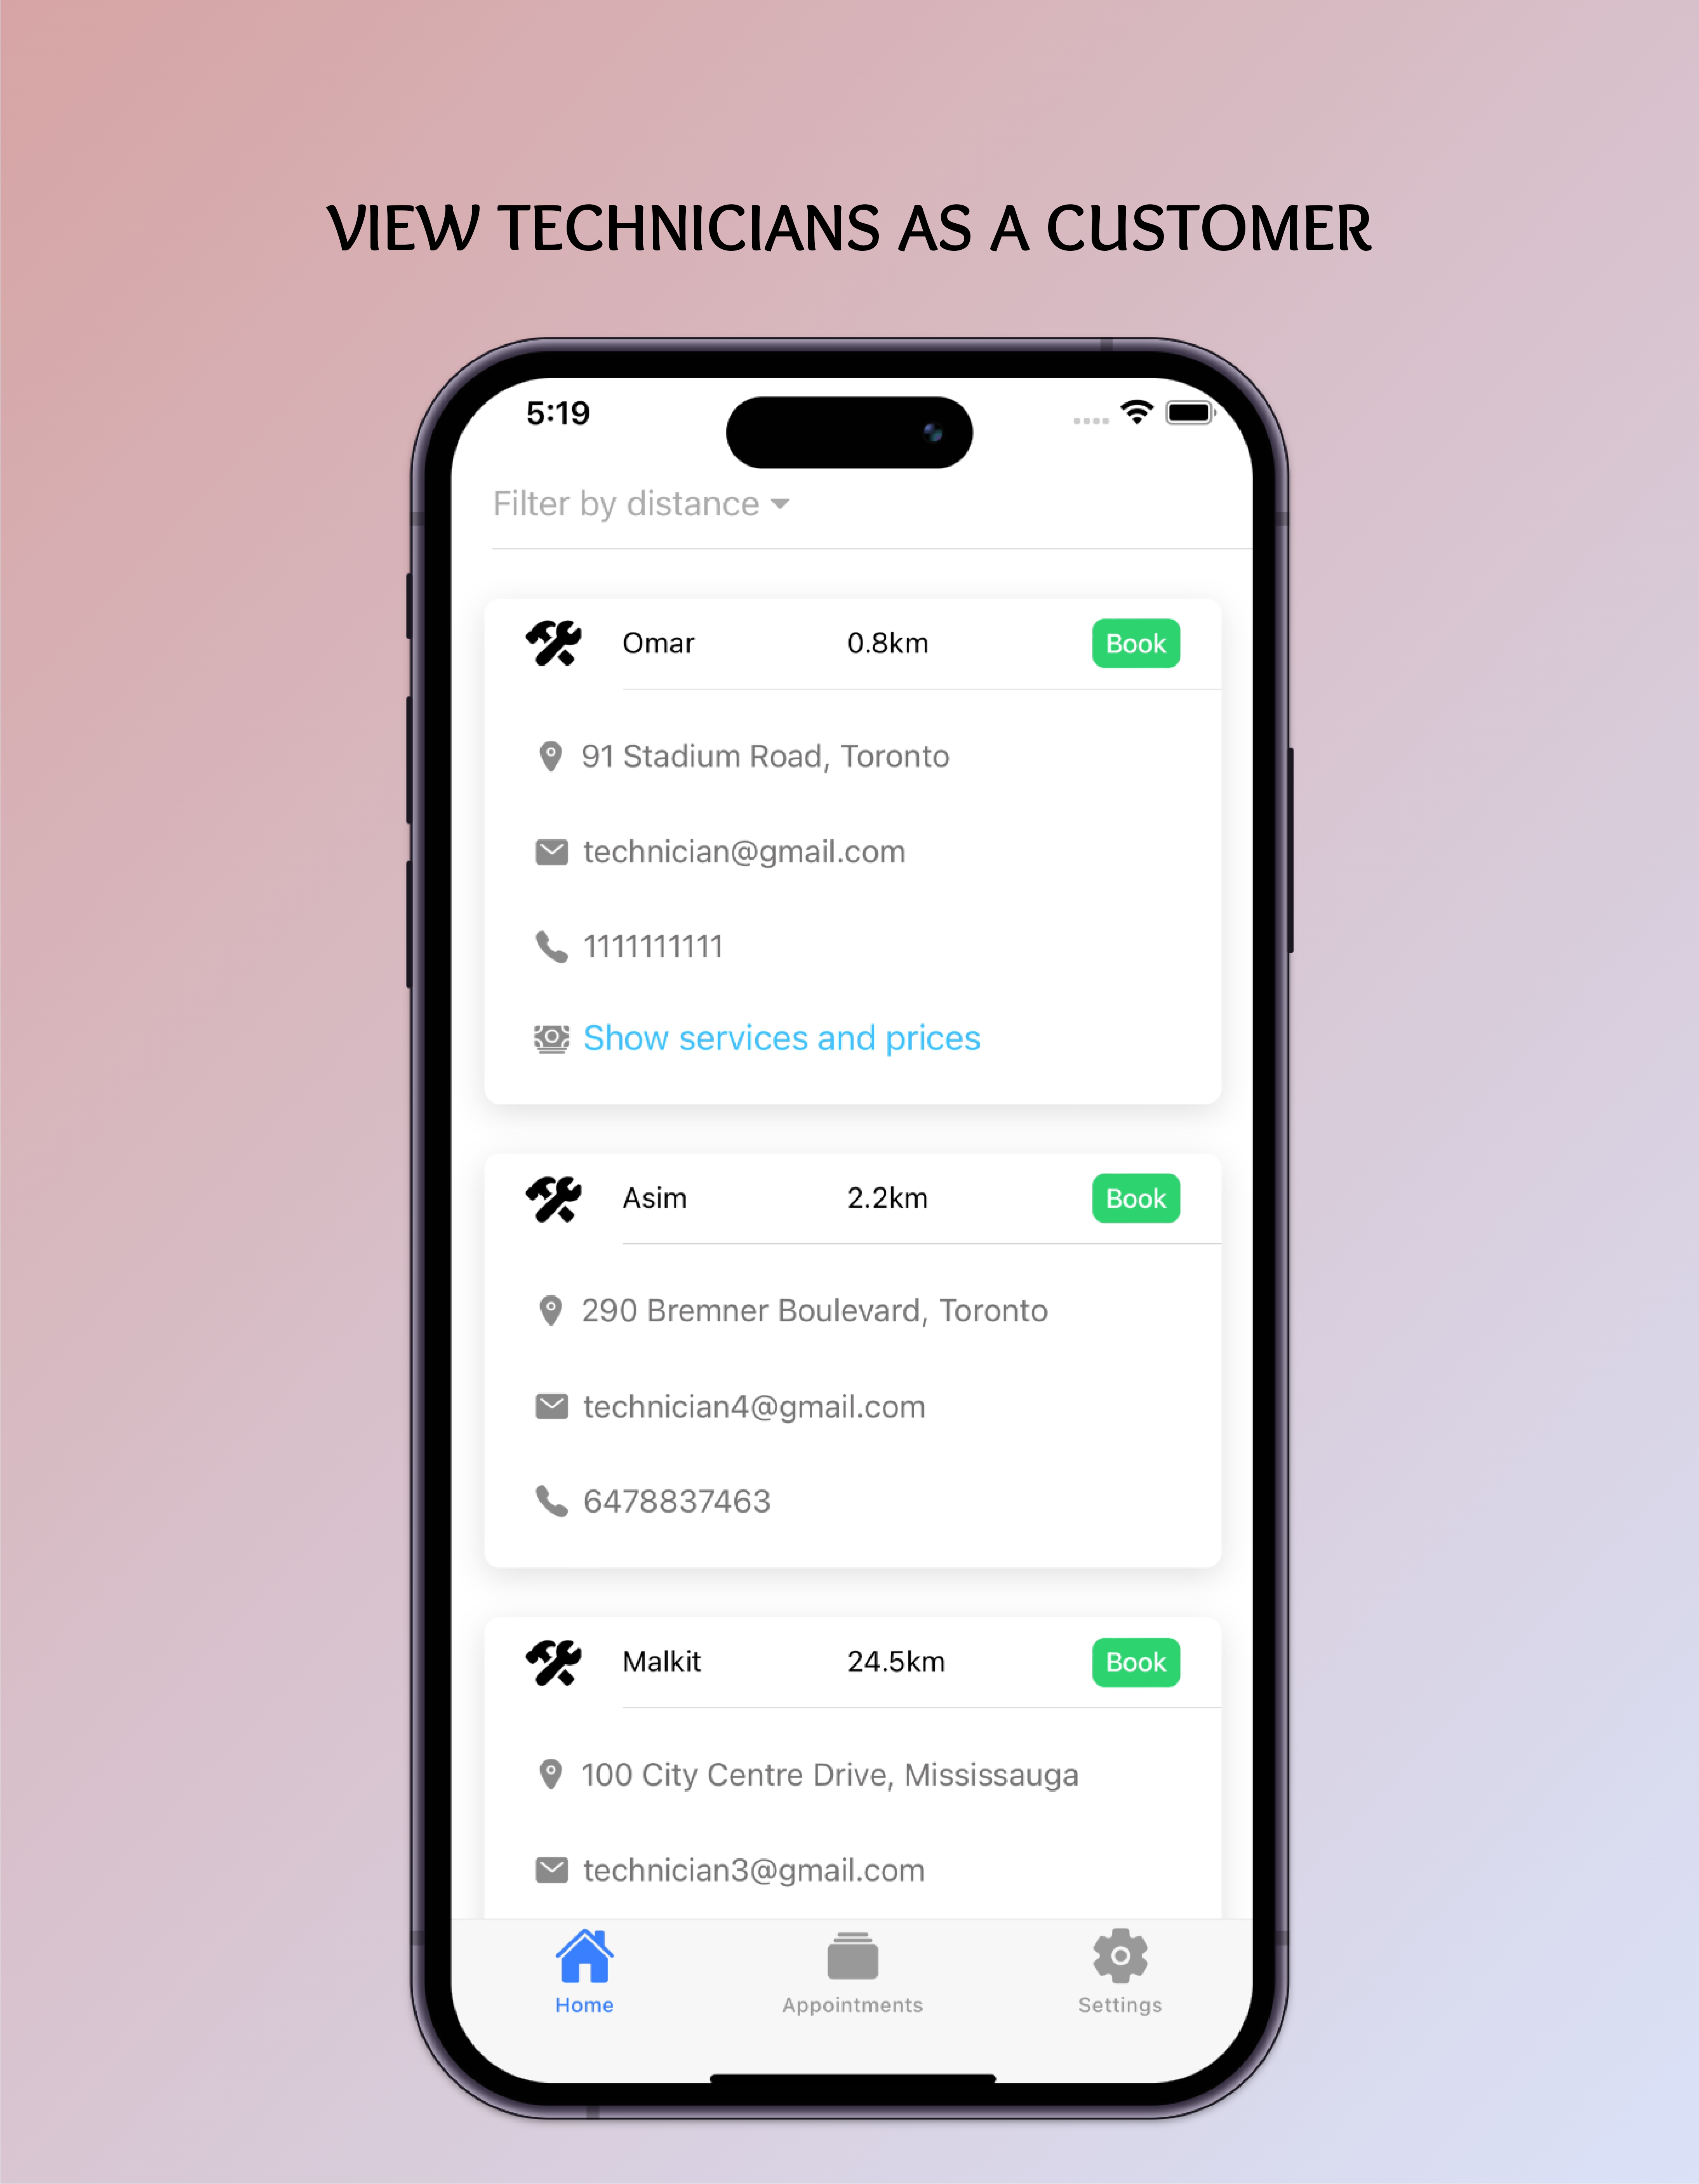 VIEW TECHNICIANS AS A CUSTOMER
5:19
Filter by distance
Omar 0.8km Book
91 Stadium Road, Toronto
technician@gmail.com
1111111111
Show services and prices
Asim 2.2km Book
290 Bremner Boulevard, Toronto
technician4@gmail.com
6478837463
Malkit 24.5km Book
100 City Centre Drive, Mississauga
technician3@gmail.com
Home Appointments Settings